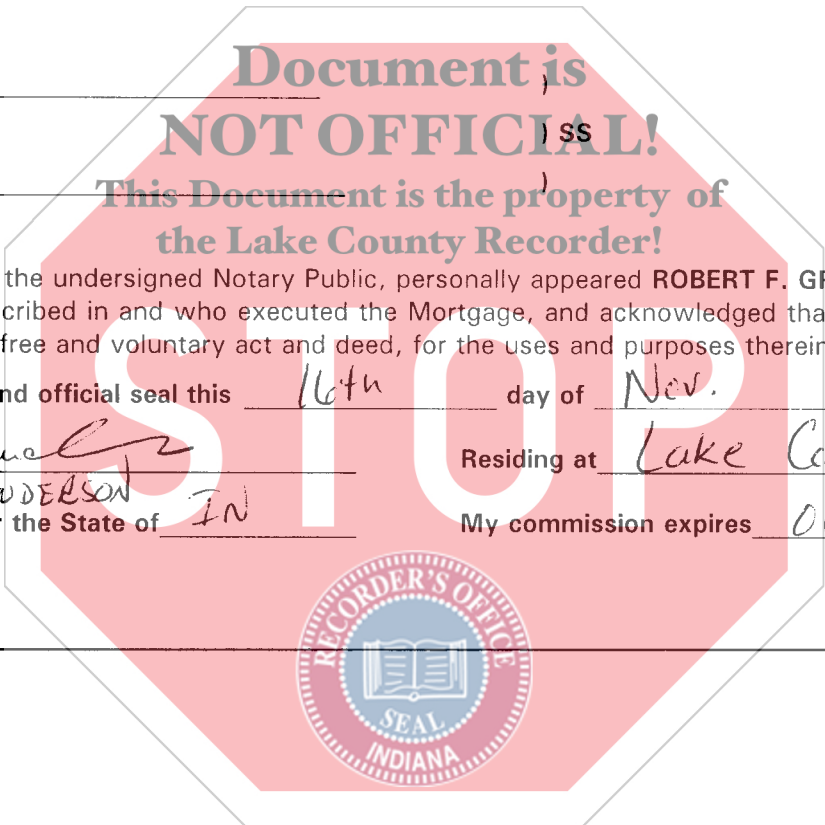 Document is
)
NOT OFFICIAL!
) SS
This Document is the property of
)
the Lake County Recorder!
the undersigned Notary Public, personally appeared ROBERT F. GR
cribed in and who executed the Mortgage, and acknowledged tha
free and voluntary act and deed, for the uses and purposes therein
nd official seal this 16th day of Nov.
Residing at Lake Co
UDERSON
the State of IN My commission expires O
STOP
RECORDER'S OFFICE
SEAL
INDIANA